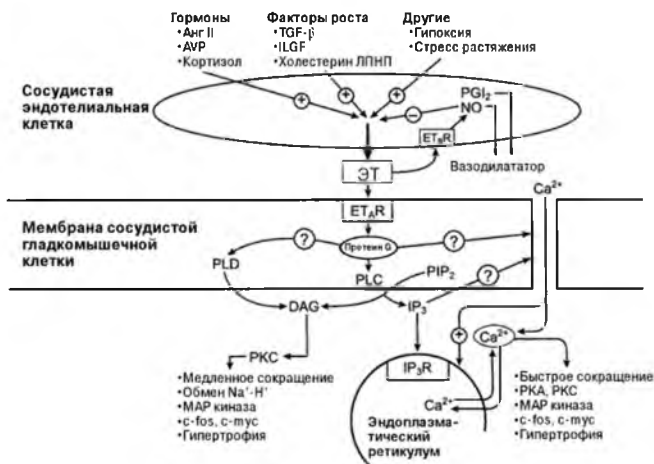 Гормоны
•Анг II
•AVP
•Кортизол
Факторы роста
•TGF-β
•ILGF
•Холестерин ЛПНП
Другие
•Гипоксия
•Стресс растяжения
Сосудистая
эндотелиальная
клетка
+
+
+
−
PGI₂
NO
ETBR
ЭТ
Вазодилататор
Ca²⁺
ETAR
Мембрана сосудистой
гладкомышечной
клетки
?
Протеин G
?
PLD
PLC
PIP₂
?
DAG
IP₃
+
Ca²⁺
PKC
•Медленное сокращение
•Обмен Na⁺-H⁺
•MAP киназа
•c-fos, c-myc
•Гипертрофия
IP₃R
Ca²⁺
Эндоплазма-
тический
ретикулум
•Быстрое сокращение
•PKA, PKC
•MAP киназа
•c-fos, c-myc
•Гипертрофия